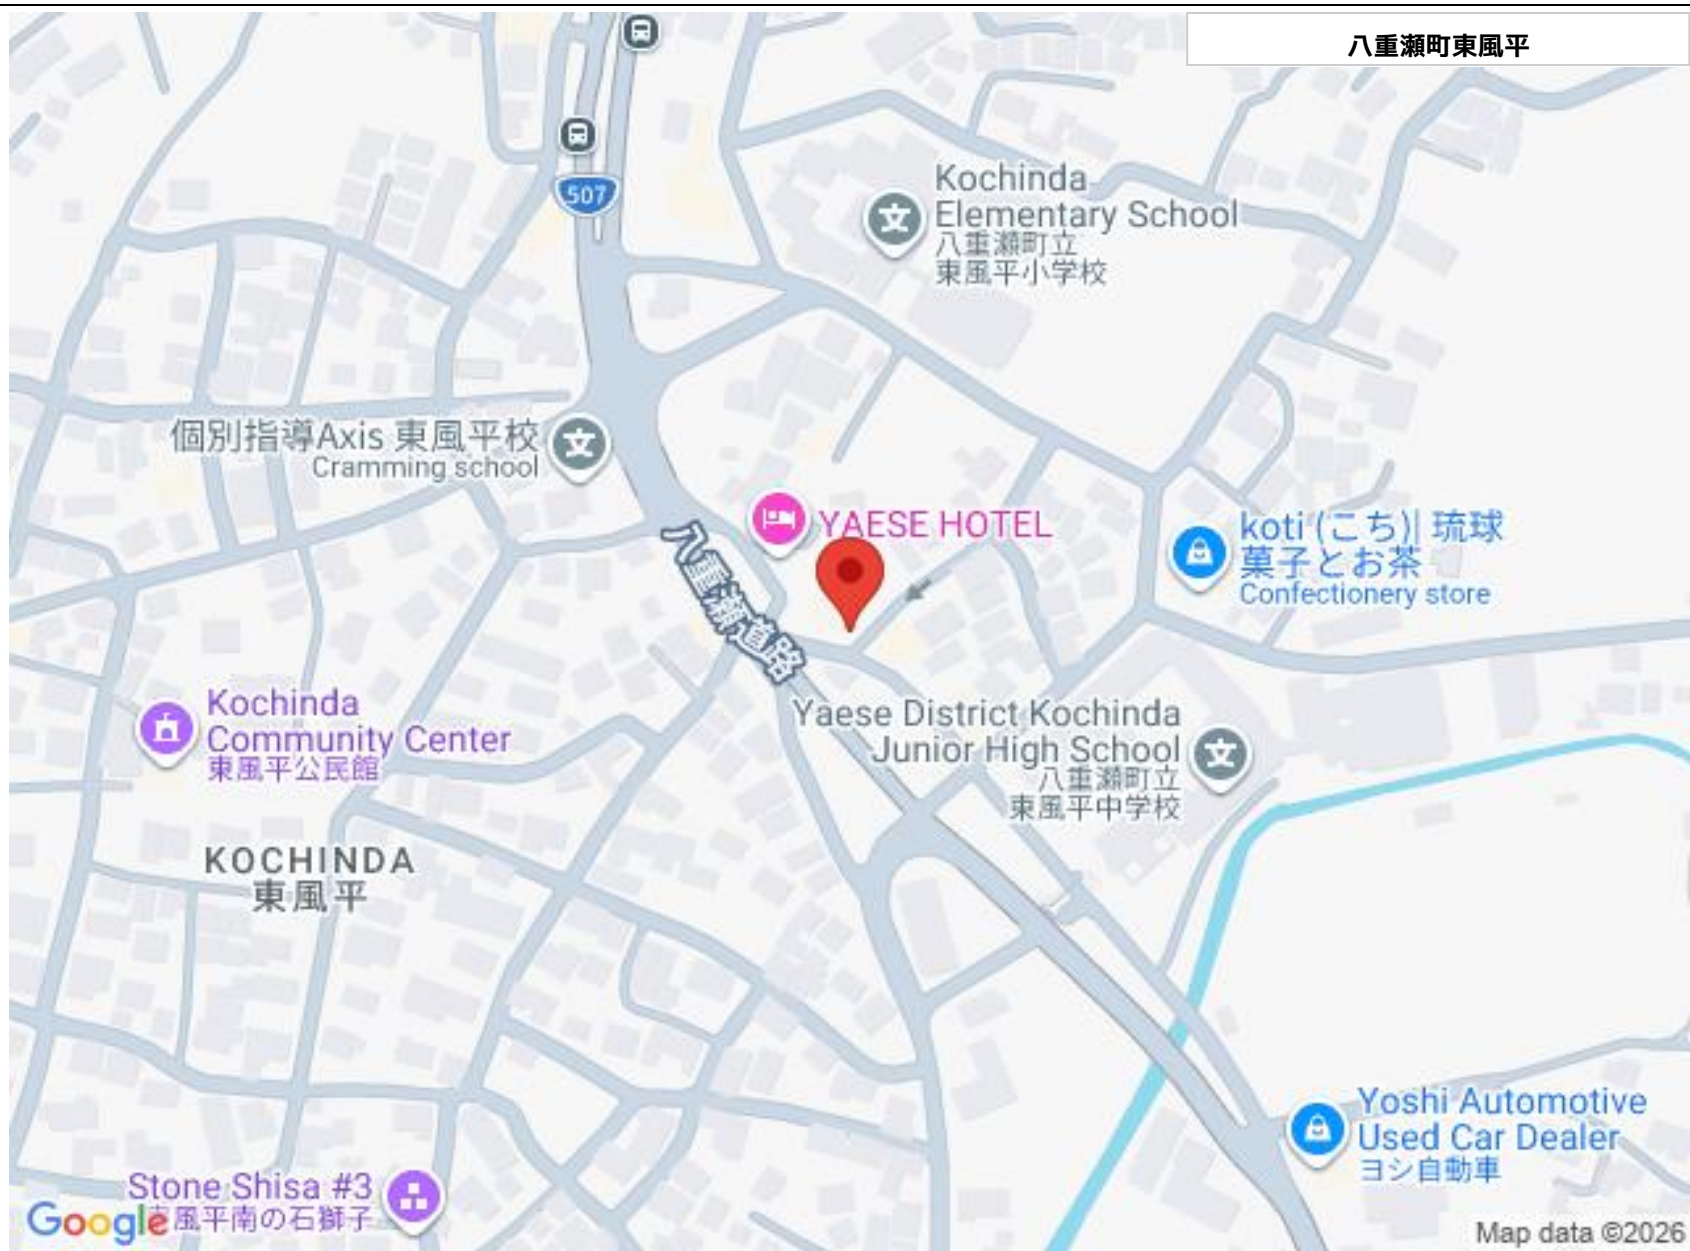 八重瀬町東風平
507
Kochinda
Elementary School
八重瀬町立
東風平小学校
個別指導Axis 東風平校
Cramming school
YAESE HOTEL
koti (こち)| 琉球
菓子とお茶
Confectionery store
八重瀬道路
Kochinda
Community Center
東風平公民館
Yaese District Kochinda
Junior High School
八重瀬町立
東風平中学校
KOCHINDA
東風平
Yoshi Automotive
Used Car Dealer
ヨシ自動車
Stone Shisa #3
東風平南の石獅子
Google
Map data ©2026